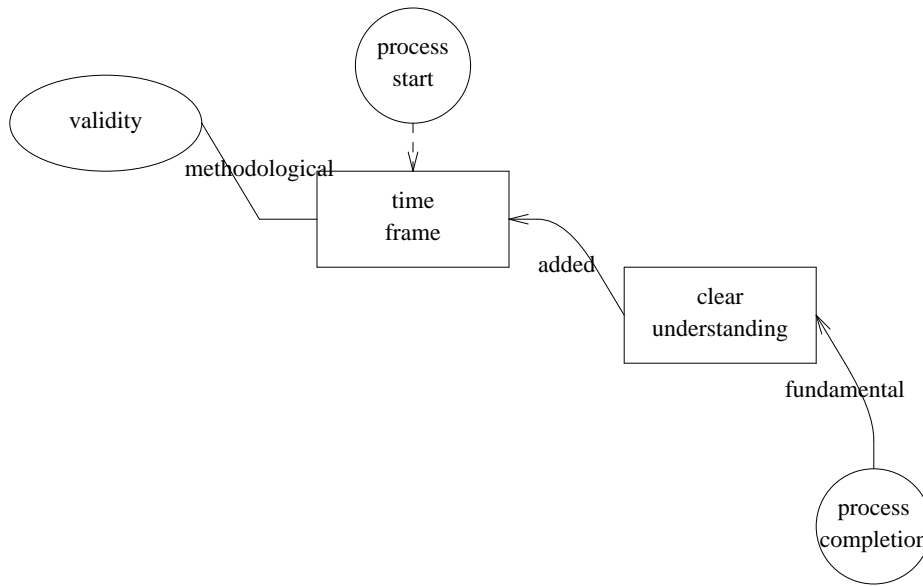 process
start
validity
methodological
time
frame
added
clear
understanding
fundamental
process
completion